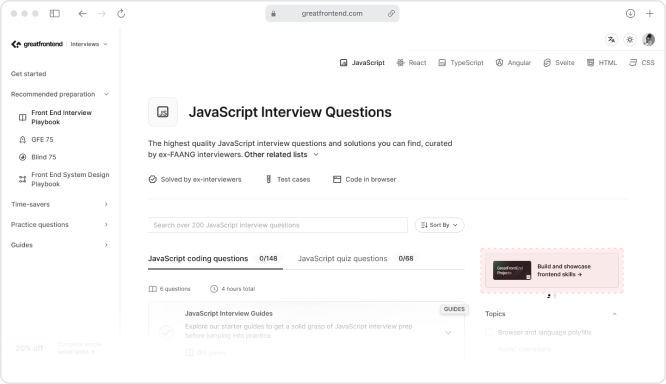 greatfrontend.com
greatfrontend Interviews
JavaScript React TypeScript Angular Svelte HTML CSS
Get started
Recommended preparation
Front End Interview
Playbook
GFE 75
Blind 75
Front End System Design
Playbook
Time-savers
Practice questions
Guides
20% off
JS
JavaScript Interview Questions
The highest quality JavaScript interview questions and solutions you can find, curated
by ex-FAANG interviewers. Other related lists
Solved by ex-interviewers Test cases Code in browser
Search over 200 JavaScript interview questions
Sort By
JavaScript coding questions 0/148 JavaScript quiz questions 0/68
6 questions 4 hours total
GUIDES
JavaScript Interview Guides
Explore our starter guides to get a solid grasp of JavaScript interview prep
before jumping into practice.
GreatFrontEnd
Projects
Build and showcase
frontend skills →
Topics
Browser and language polyfills